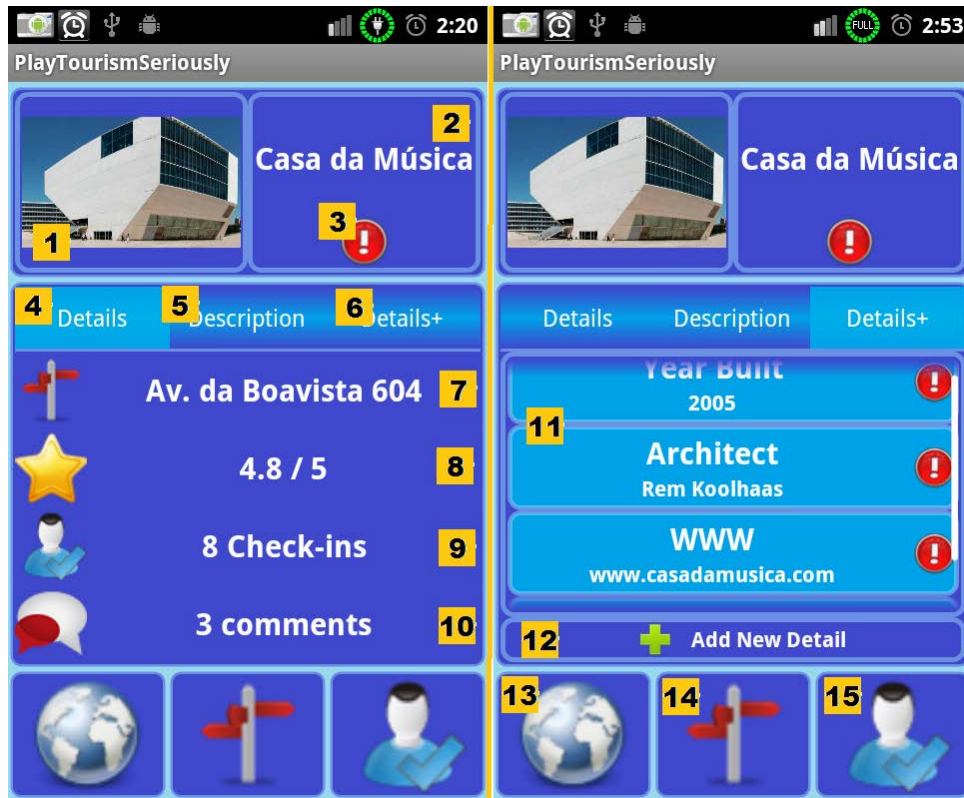 2:20
PlayTourismSeriously
1
2
Casa da Música
3
4 Details
5 Description
6 Details+
Av. da Boavista 604 7
4.8 / 5 8
8 Check-ins 9
3 comments 10
FULL 2:53
PlayTourismSeriously
Casa da Música
Details
Description
Details+
11
Year Built
2005
Architect
Rem Koolhaas
WWW
www.casadamusica.com
12 Add New Detail
13
14
15